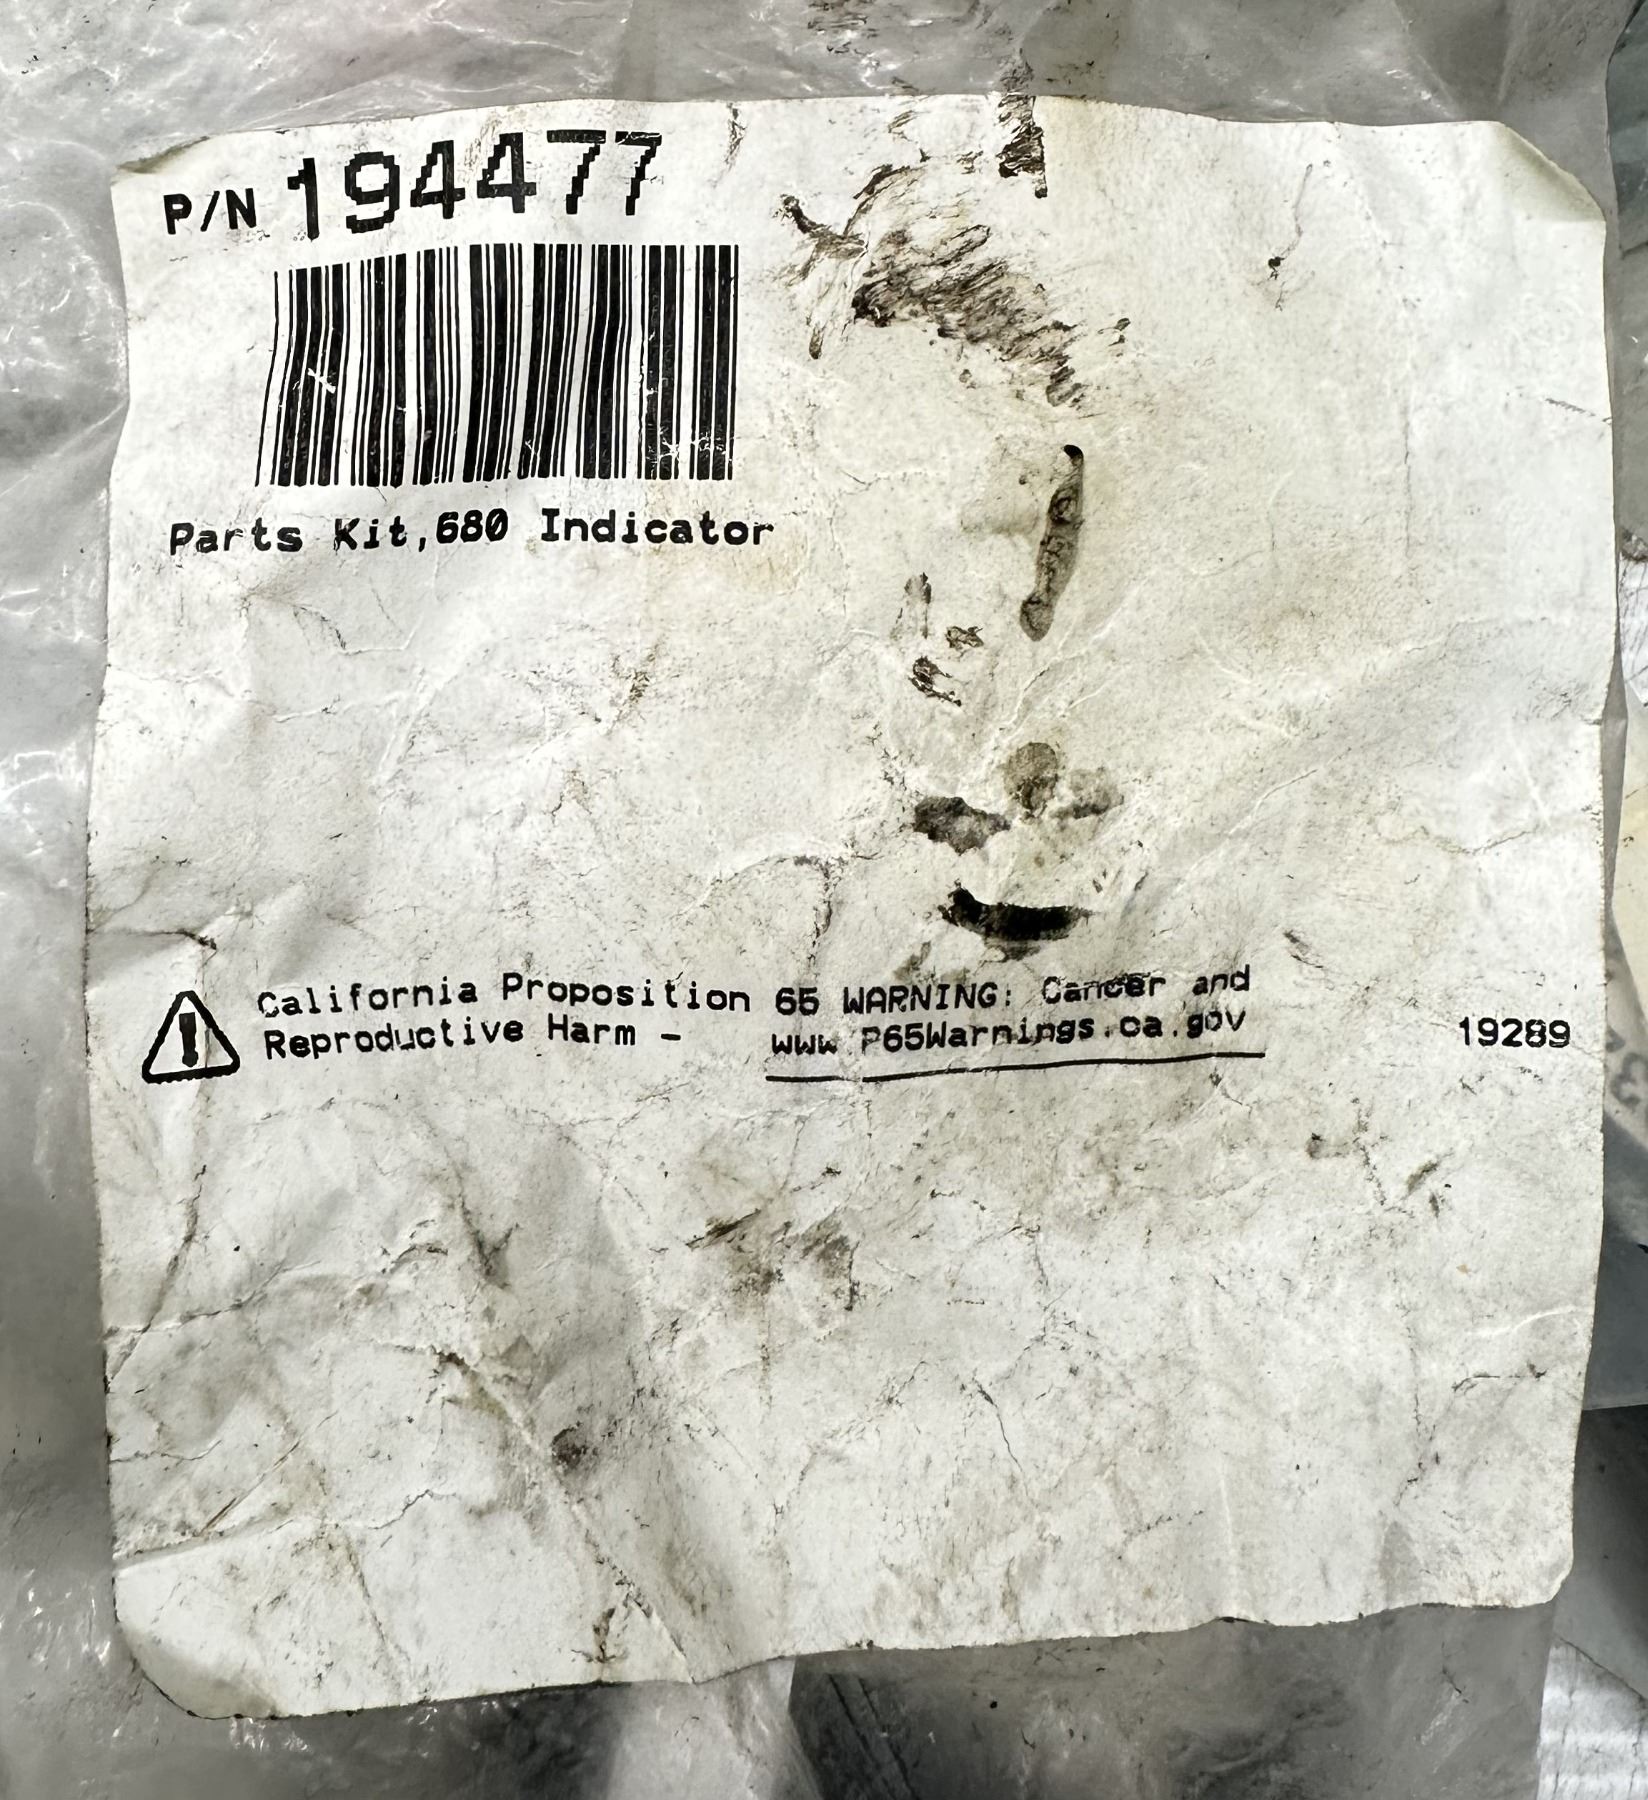 P/N 194477
Parts Kit,680 Indicator
California Proposition 65 WARNING: Cancer and
Reproductive Harm - www.P65Warnings.ca.gov
19289